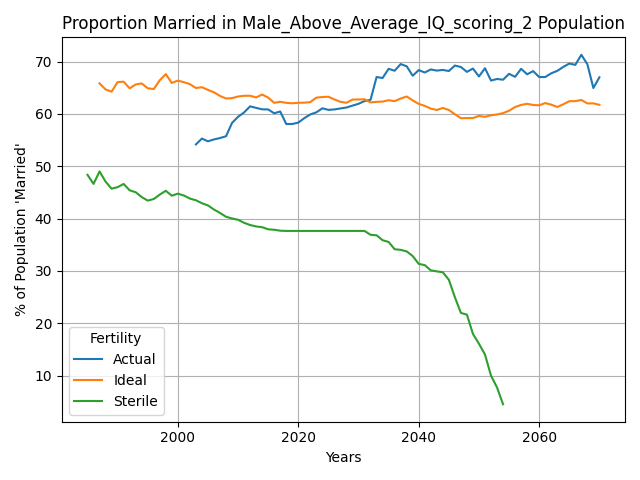 Proportion Married in Male_Above_Average_IQ_scoring_2 Population
% of Population 'Married'
70
60
50
40
30
20
10
Fertility
Actual
Ideal
Sterile
2000 2020 2040 2060
Years